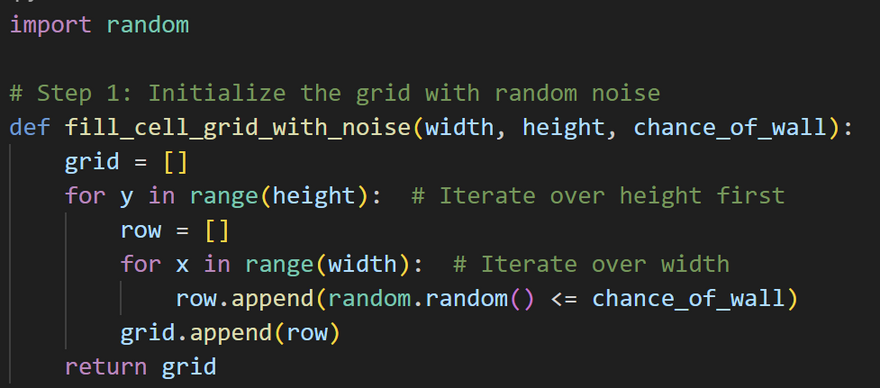 import random
# Step 1: Initialize the grid with random noise
def fill_cell_grid_with_noise(width, height, chance_of_wall):
    grid = []
    for y in range(height):  # Iterate over height first
        row = []
        for x in range(width):  # Iterate over width
            row.append(random.random() <= chance_of_wall)
        grid.append(row)
    return grid